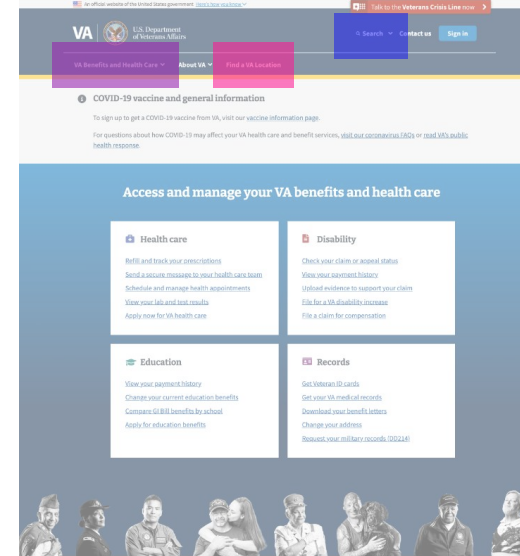 An official website of the United States government Here's how you know
Talk to the Veterans Crisis Line now
VA
U.S. Department
of Veterans Affairs
Search
Contact us
Sign in
VA Benefits and Health Care
About VA
Find a VA Location
COVID-19 vaccine and general information
To sign up to get a COVID-19 vaccine from VA, visit our vaccine information page.
For questions about how COVID-19 may affect your VA health care and benefit services, visit our coronavirus FAQs or read VA's public
health response.
Access and manage your VA benefits and health care
Health care
Refill and track your prescriptions
Send a secure message to your health care team
Schedule and manage health appointments
View your lab and test results
Apply now for VA health care
Disability
Check your claim or appeal status
View your payment history
Upload evidence to support your claim
File for a VA disability increase
File a claim for compensation
Education
View your payment history
Change your current education benefits
Compare GI Bill benefits by school
Apply for education benefits
Records
Get Veteran ID cards
Get your VA medical records
Download your benefit letters
Change your address
Request your military records (DD214)